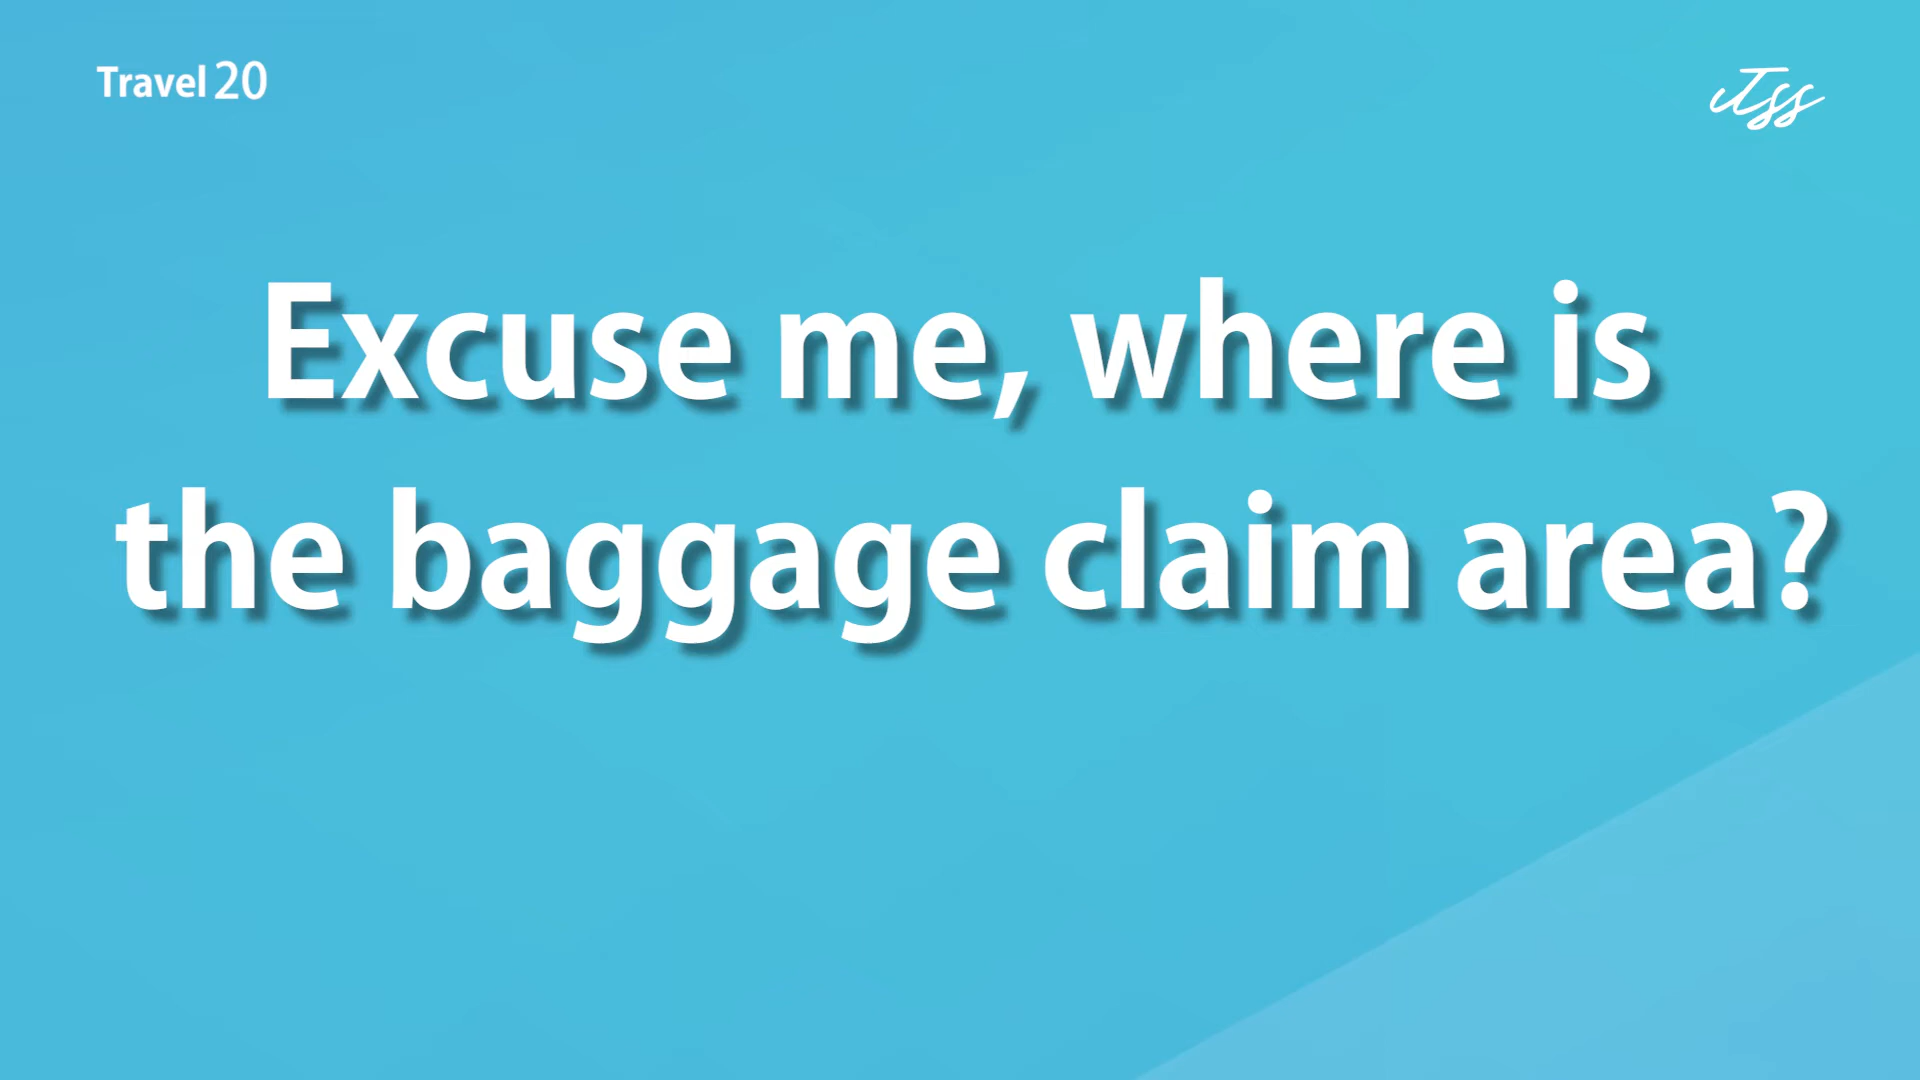 Travel 20
Excuse me, where is
the baggage claim area?